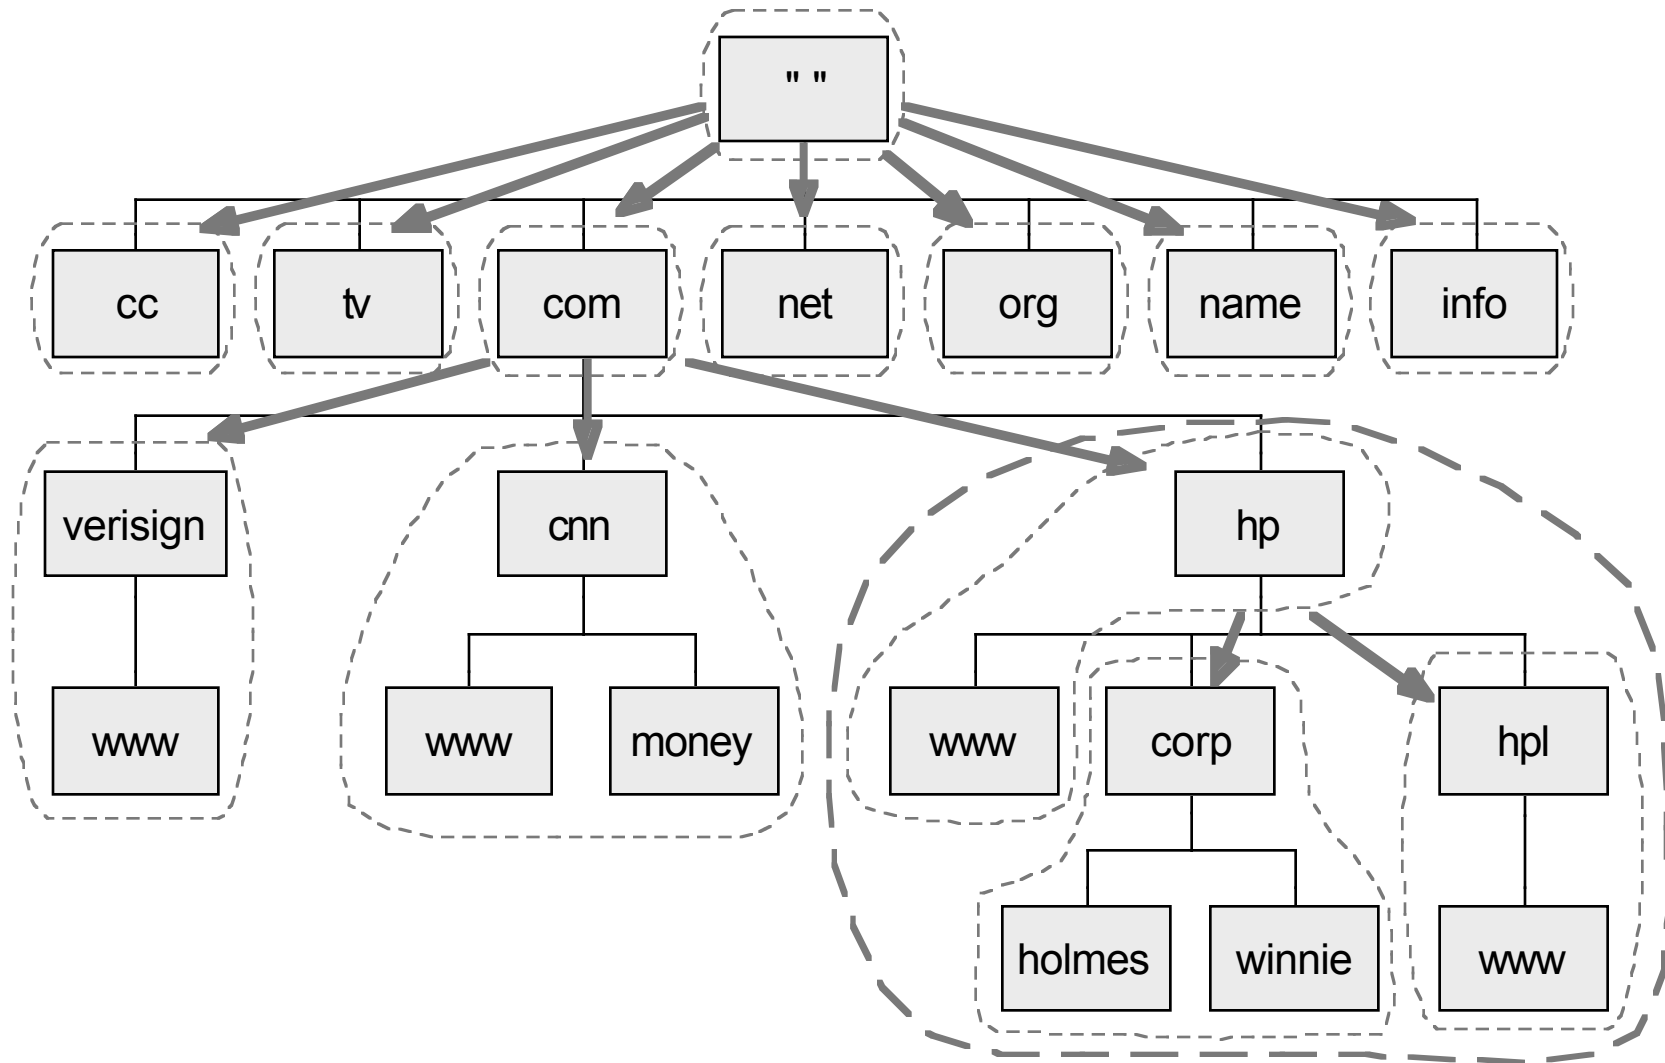 " "
cc
tv
com
net
org
name
info
verisign
cnn
hp
www
www
money
www
corp
hpl
holmes
winnie
www